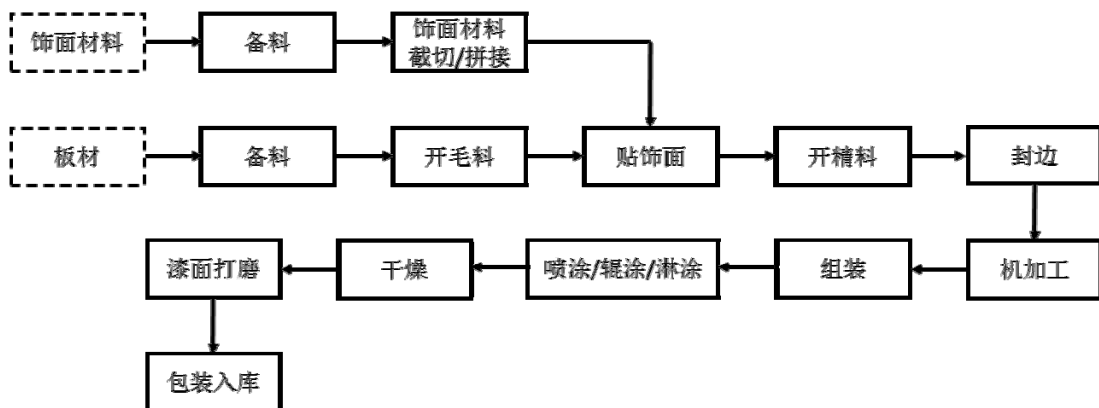 饰面材料
备料
饰面材料
截切/拼接
板材
备料
开毛料
贴饰面
开精料
封边
漆面打磨
干燥
喷涂/辊涂/淋涂
组装
机加工
包装入库